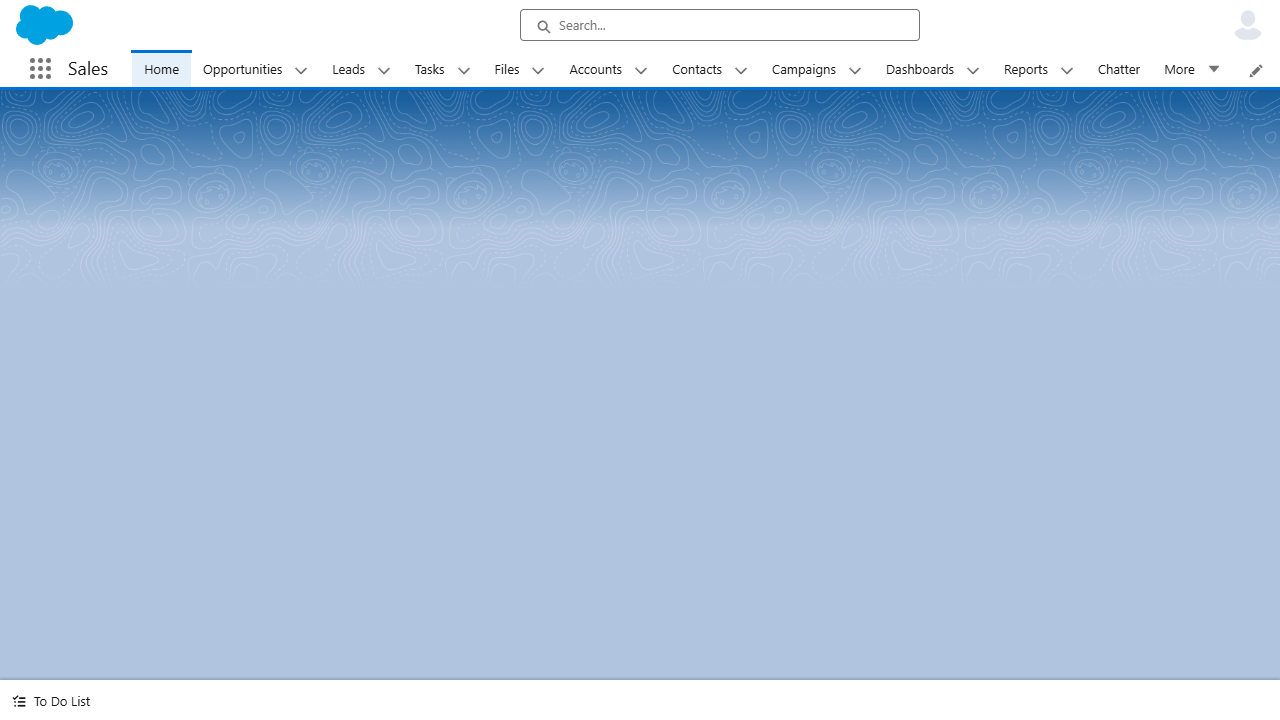 Search...
Sales
Home
Opportunities
Leads
Tasks
Files
Accounts
Contacts
Campaigns
Dashboards
Reports
Chatter
More
To Do List